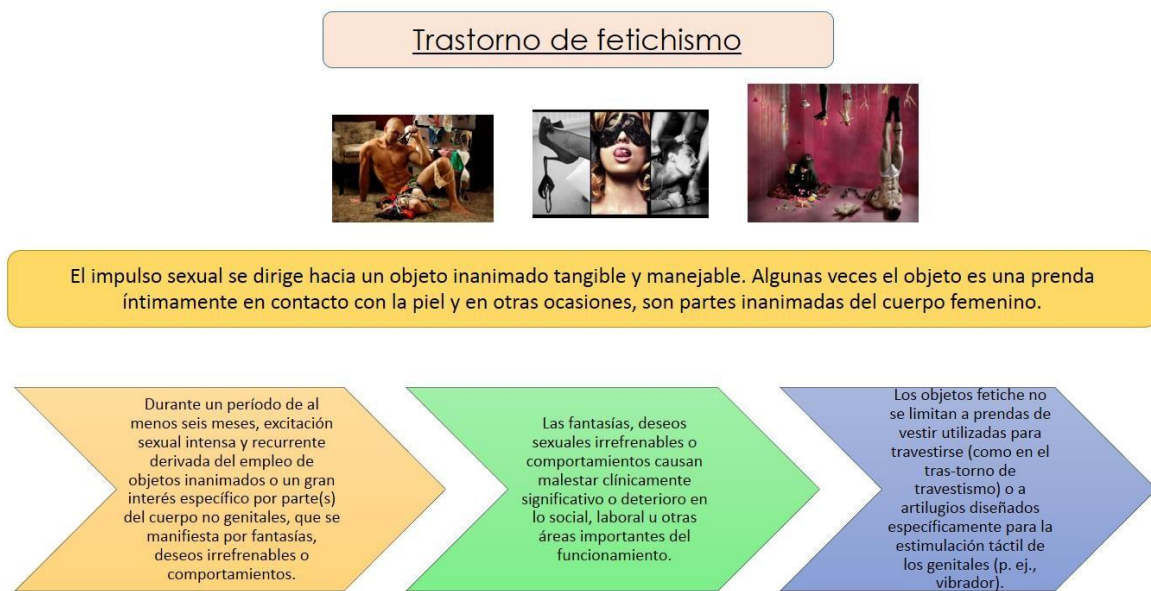 Trastorno de fetichismo
El impulso sexual se dirige hacia un objeto inanimado tangible y manejable. Algunas veces el objeto es una prenda
íntimamente en contacto con la piel y en otras ocasiones, son partes inanimadas del cuerpo femenino.
Durante un período de al
menos seis meses, excitación
sexual intensa y recurrente
derivada del empleo de
objetos inanimados o un gran
interés específico por parte(s)
del cuerpo no genitales, que se
manifiesta por fantasías,
deseos irrefrenables o
comportamientos.
Las fantasías, deseos
sexuales irrefrenables o
comportamientos causan
malestar clínicamente
significativo o deterioro en
lo social, laboral u otras
áreas importantes del
funcionamiento.
Los objetos fetiche no
se limitan a prendas de
vestir utilizadas para
travestirse (como en el
tras-torno de
travestismo) o a
artilugios diseñados
específicamente para la
estimulación táctil de
los genitales (p. ej.,
vibrador).